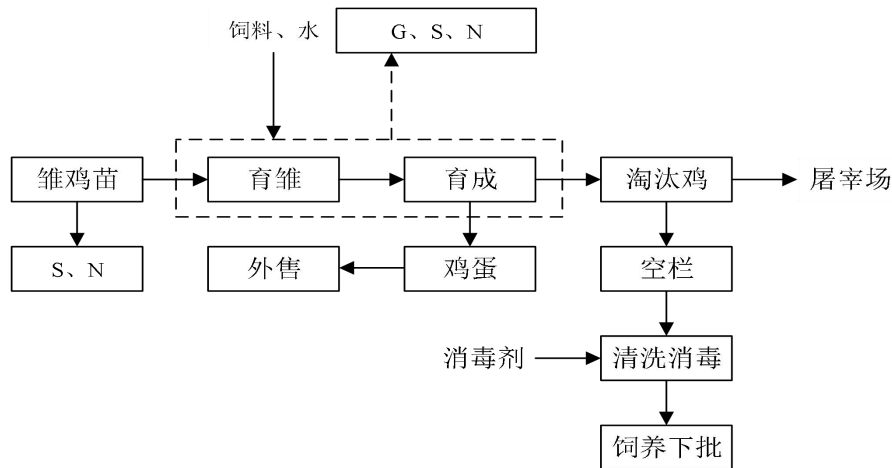 饲料、水
G、S、N
雏鸡苗
育雏
育成
淘汰鸡
屠宰场
S、N
外售
鸡蛋
空栏
消毒剂
清洗消毒
饲养下批